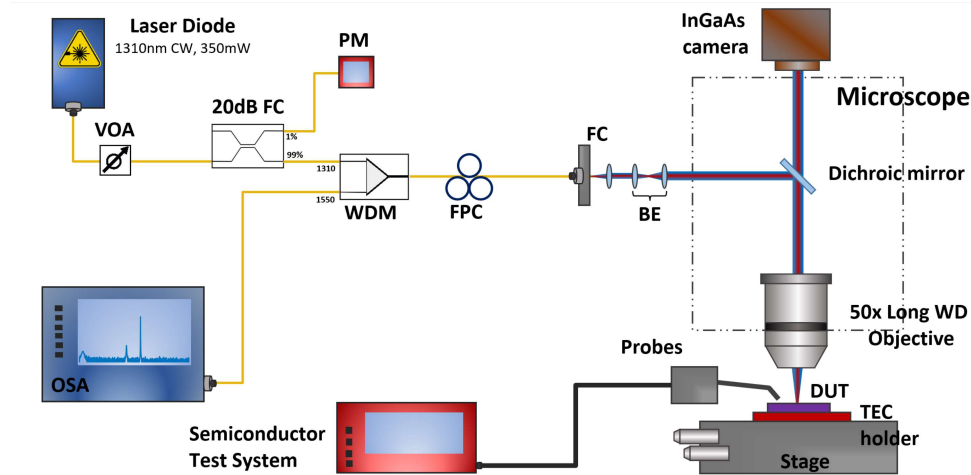 Laser Diode
1310nm CW, 350mW
PM
InGaAs
camera
Microscope
20dB FC
VOA
1%
99%
1310
1550
WDM
FPC
FC
BE
Dichroic mirror
50x Long WD
Objective
OSA
Probes
DUT
TEC
holder
Stage
Semiconductor
Test System